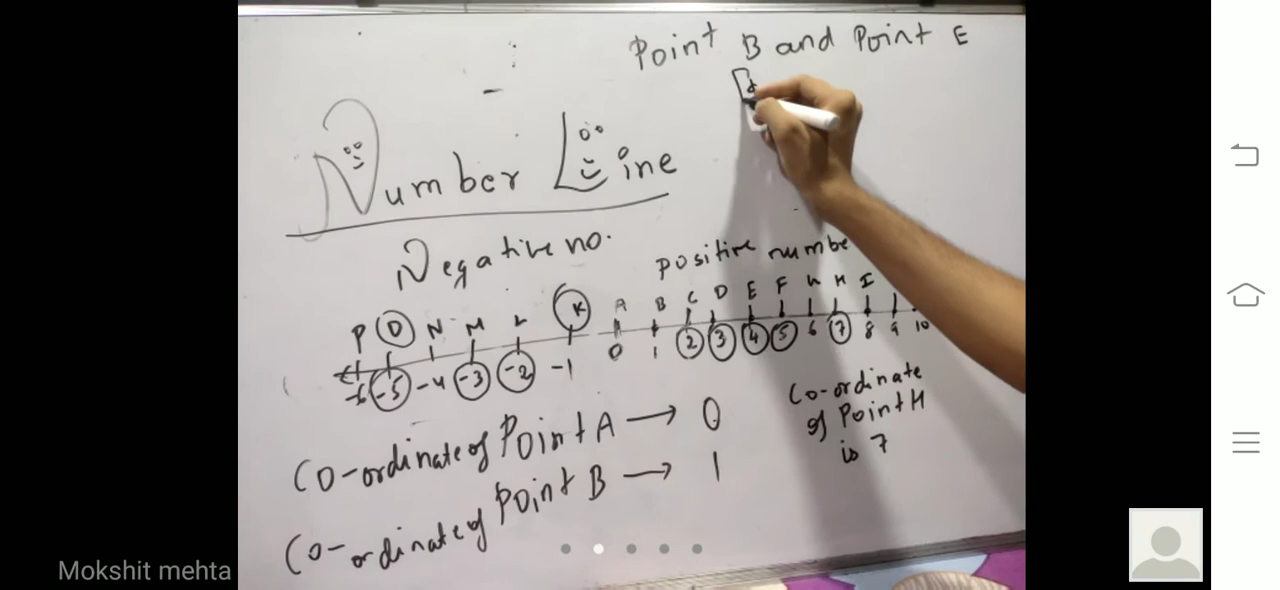 Point B and Point E
Number Line
Negative no.
Positive numbe
P D N M L K A B C D E F G H I
-6 -5 -4 -3 -2 -1 0 1 2 3 4 5 6 7 8 9 10
Co-ordinate of Point A → 0
Co-ordinate of Point B → 1
Co-ordinate
of Point H
is 7
Mokshit mehta